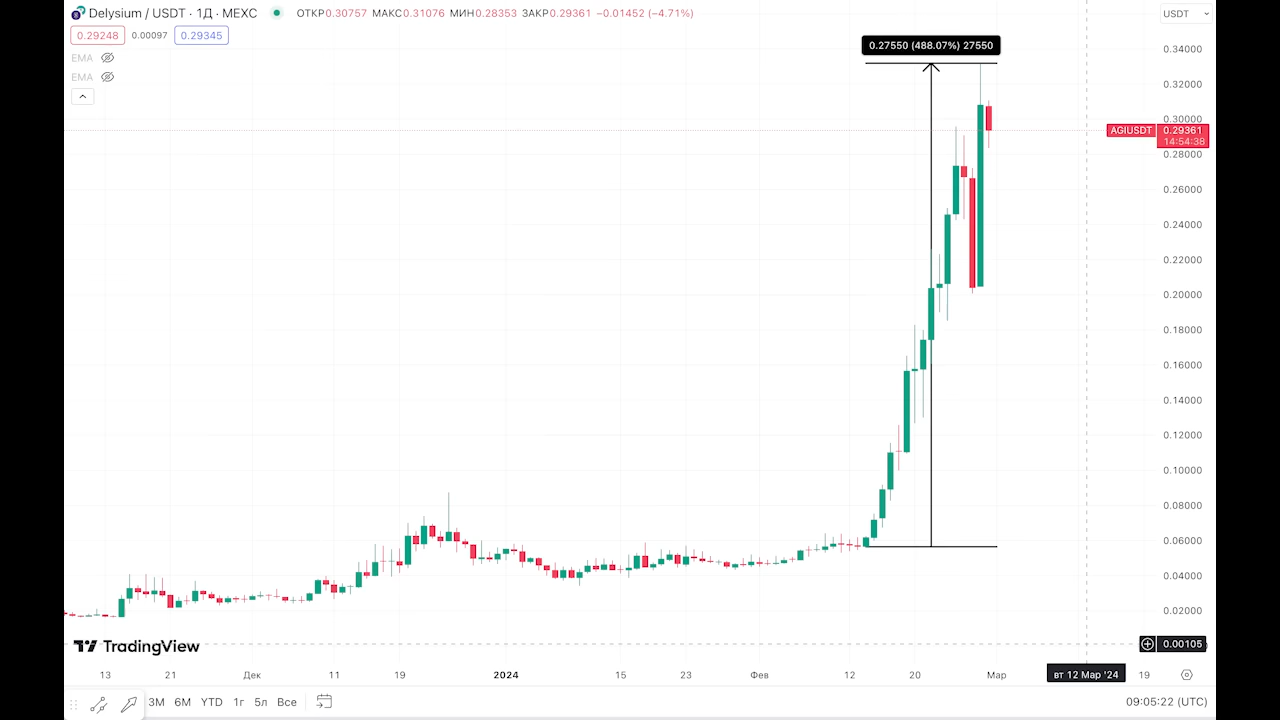 Delysium / USDT · 1Д · MEXC ОТКР0.30757 МАКС0.31076 МИН0.28353 ЗАКР0.29361 −0.01452 (−4.71%)
USDT
0.29248 0.00097 0.29345
EMA
EMA
0.27550 (488.07%) 27550
0.34000
0.32000
0.30000
AGIUSDT 0.29361
14:54:38
0.28000
0.26000
0.24000
0.22000
0.20000
0.18000
0.16000
0.14000
0.12000
0.10000
0.08000
0.06000
0.04000
0.02000
0.00105
TradingView
13 21 Дек 11 19 2024 15 23 Фев 12 20 Мар вт 12 Мар '24 19
3М 6М YTD 1г 5л Все
09:05:22 (UTC)